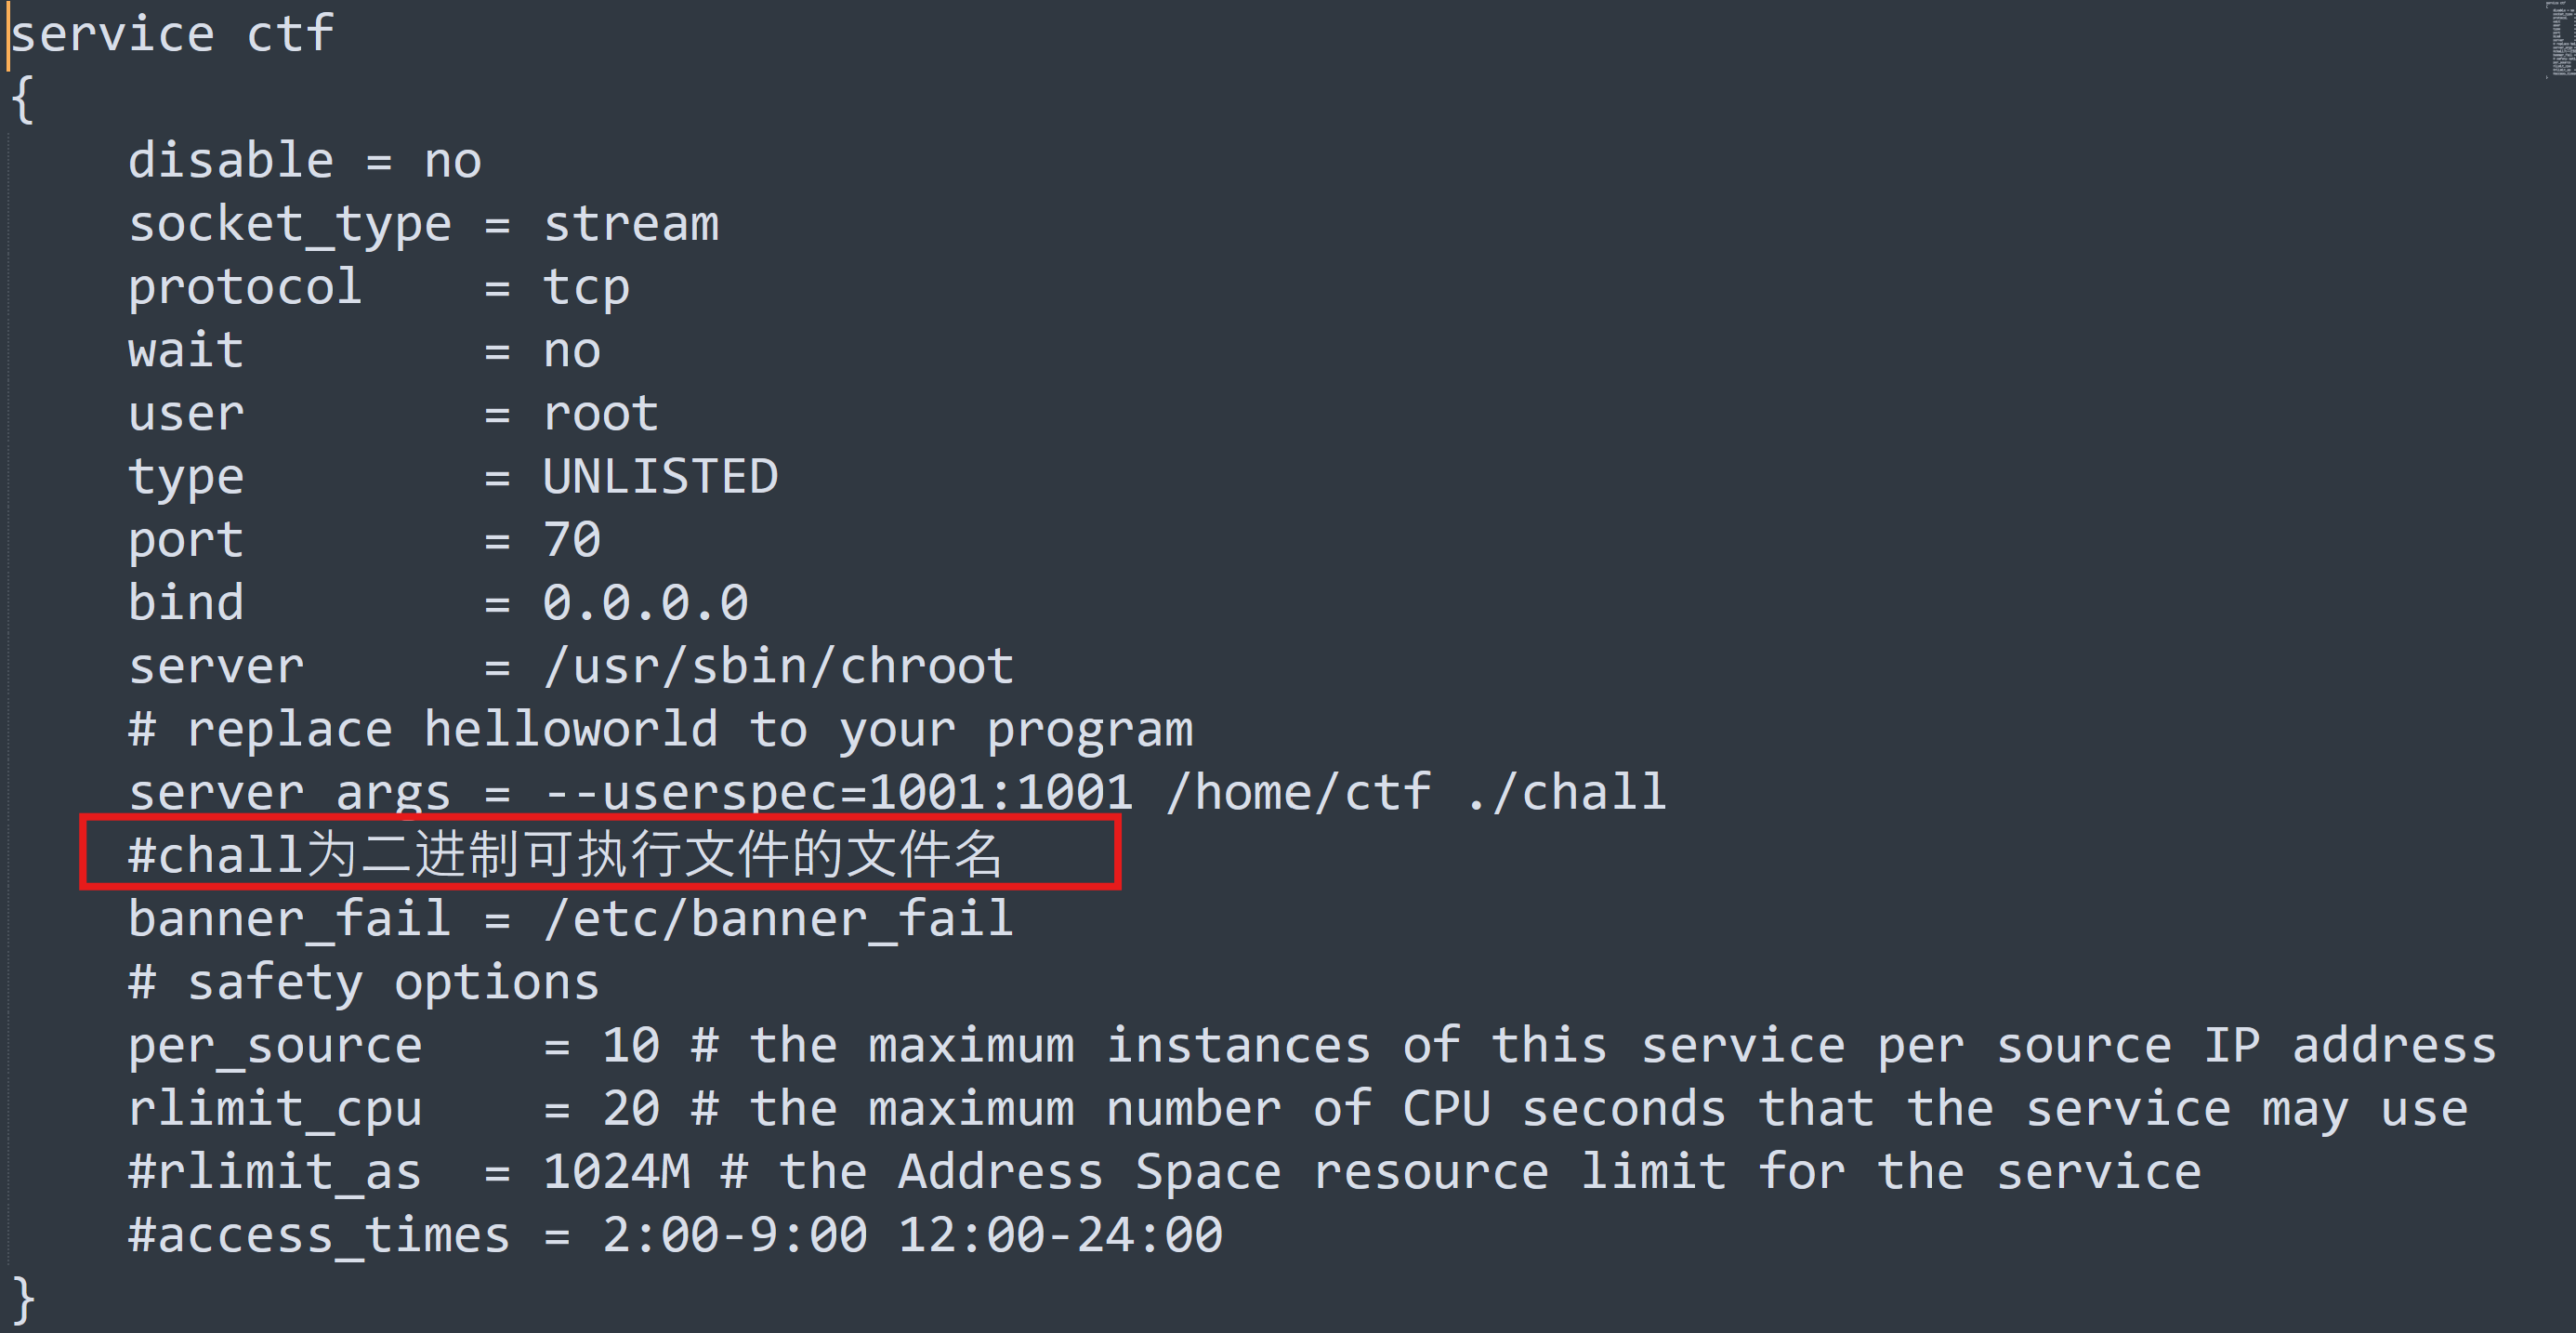 service ctf
{
    disable = no
    socket_type = stream
    protocol    = tcp
    wait        = no
    user        = root
    type        = UNLISTED
    port        = 70
    bind        = 0.0.0.0
    server      = /usr/sbin/chroot
    # replace helloworld to your program
    server_args = --userspec=1001:1001 /home/ctf ./chall
    #chall为二进制可执行文件的文件名
    banner_fail = /etc/banner_fail
    # safety options
    per_source    = 10 # the maximum instances of this service per source IP address
    rlimit_cpu    = 20 # the maximum number of CPU seconds that the service may use
    #rlimit_as  = 1024M # the Address Space resource limit for the service
    #access_times = 2:00-9:00 12:00-24:00
}